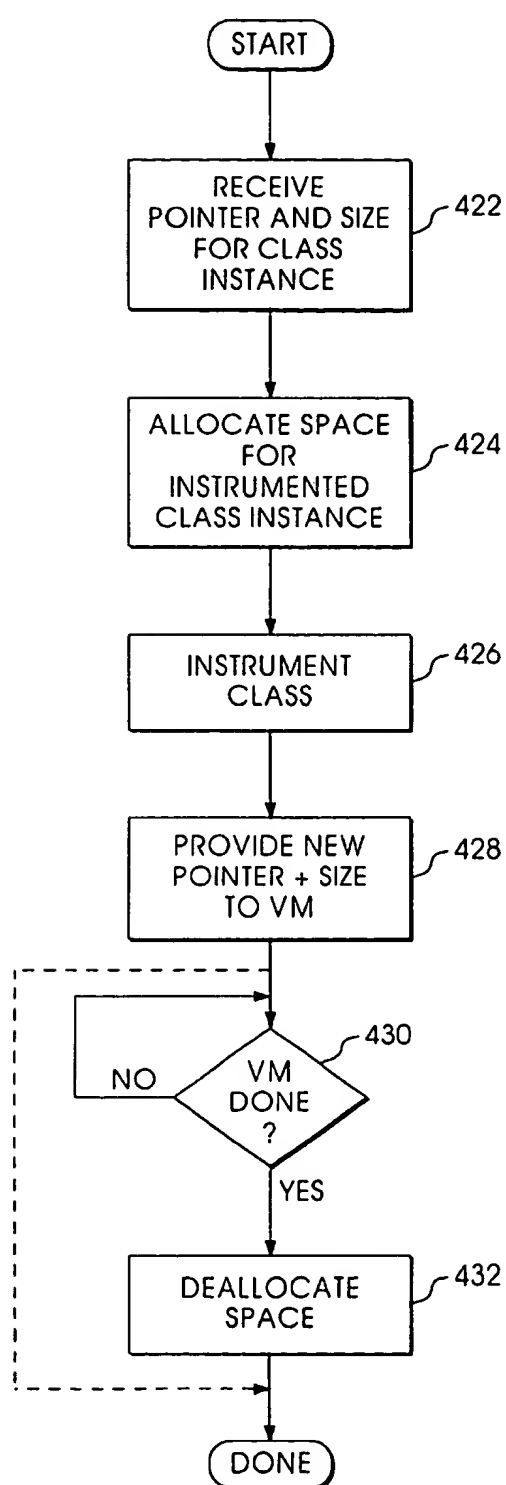 START
RECEIVE
POINTER AND SIZE
FOR CLASS
INSTANCE
422
ALLOCATE SPACE
FOR
INSTRUMENTED
CLASS INSTANCE
424
INSTRUMENT
CLASS
426
PROVIDE NEW
POINTER + SIZE
TO VM
428
430
VM
DONE
?
NO
YES
DEALLOCATE
SPACE
432
DONE